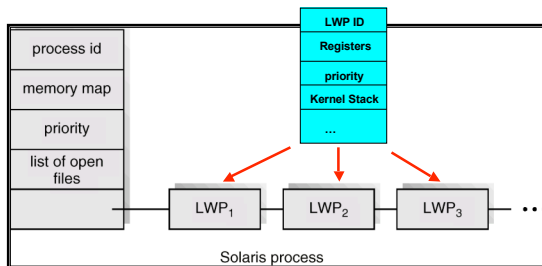 process id
memory map
priority
list of open
files
LWP ID
Registers
priority
Kernel Stack
...
LWP1
LWP2
LWP3
Solaris process